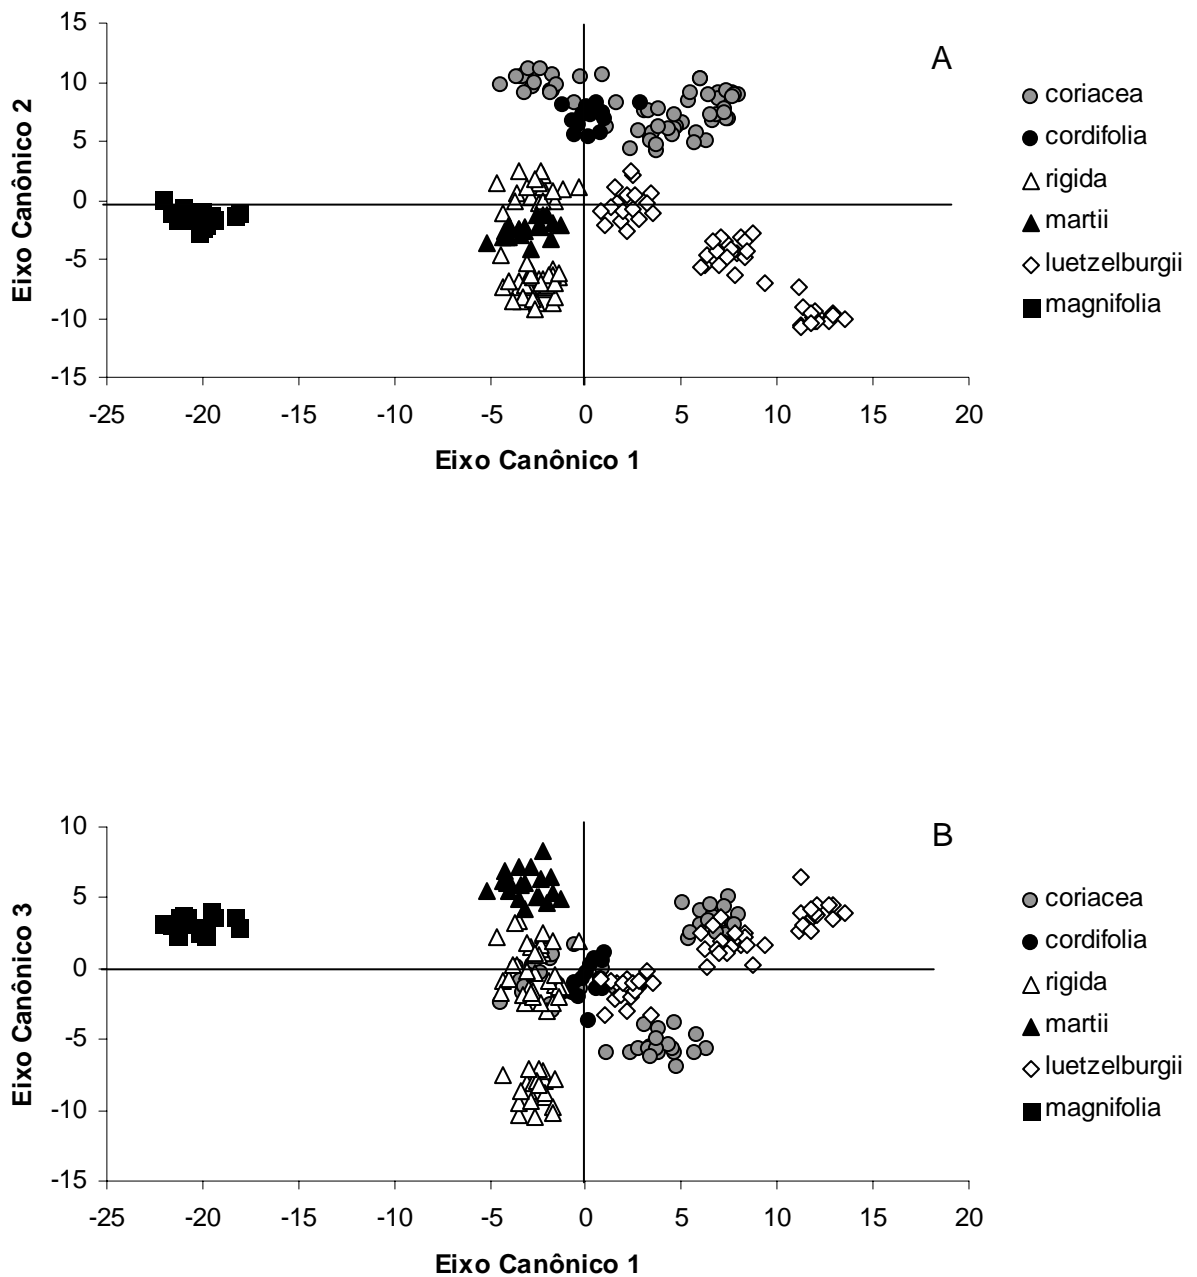 A
15
10
5
0
-5
-10
-15
Eixo Canônico 2
-25 -20 -15 -10 -5 0 5 10 15 20
Eixo Canônico 1
coriacea
cordifolia
rigida
martii
luetzelburgii
magnifolia
B
10
5
0
-5
-10
-15
Eixo Canônico 3
-25 -20 -15 -10 -5 0 5 10 15 20
Eixo Canônico 1
coriacea
cordifolia
rigida
martii
luetzelburgii
magnifolia